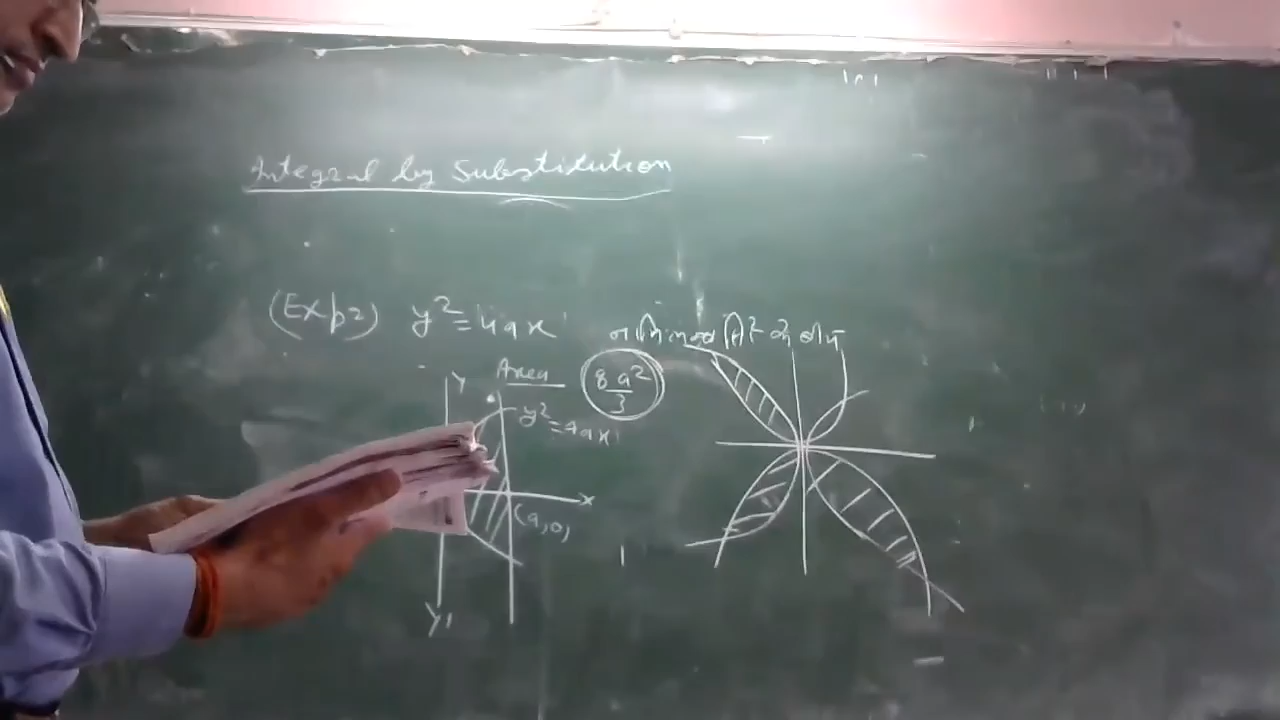 Integral by Substitution
(Exp2) y² = 4ax
Area 8a²/3
Y
y² = 4ax
x
(a, 0)
Y'